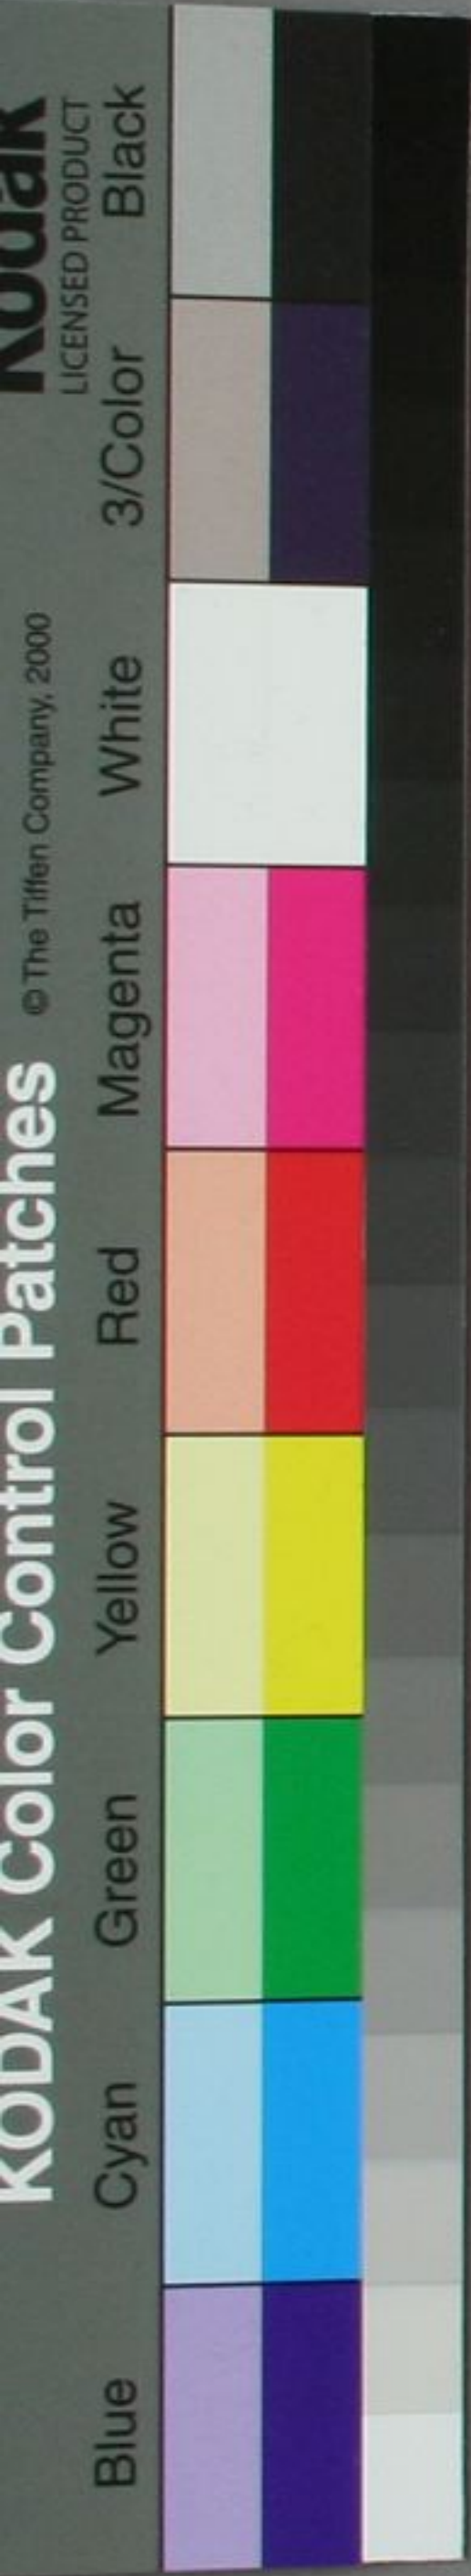 KODAK Color Control Patches © The Tiffen Company, 2000 Kodak
LICENSED PRODUCT
Blue Cyan Green Yellow Red Magenta White 3/Color Black